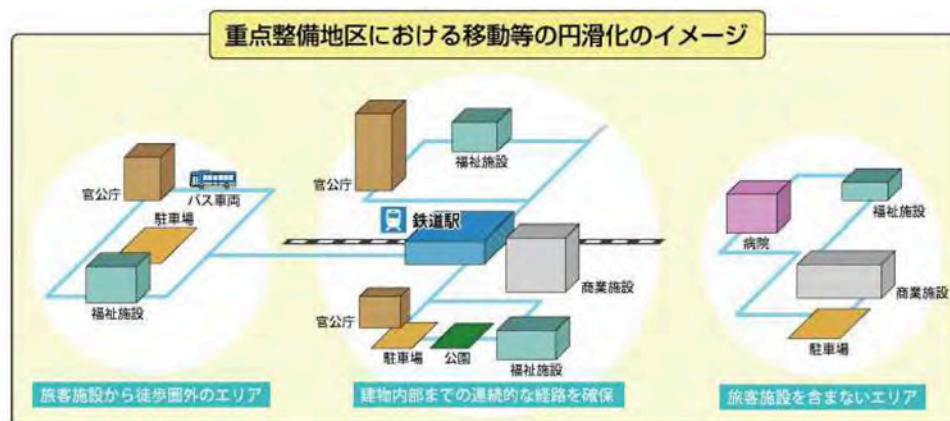 重点整備地区における移動等の円滑化のイメージ
官公庁
バス車両
駐車場
福祉施設
旅客施設から徒歩圏外のエリア
官公庁
福祉施設
鉄道駅
商業施設
官公庁
駐車場
公園
福祉施設
建物内部までの連続的な経路を確保
病院
福祉施設
商業施設
駐車場
旅客施設を含まないエリア